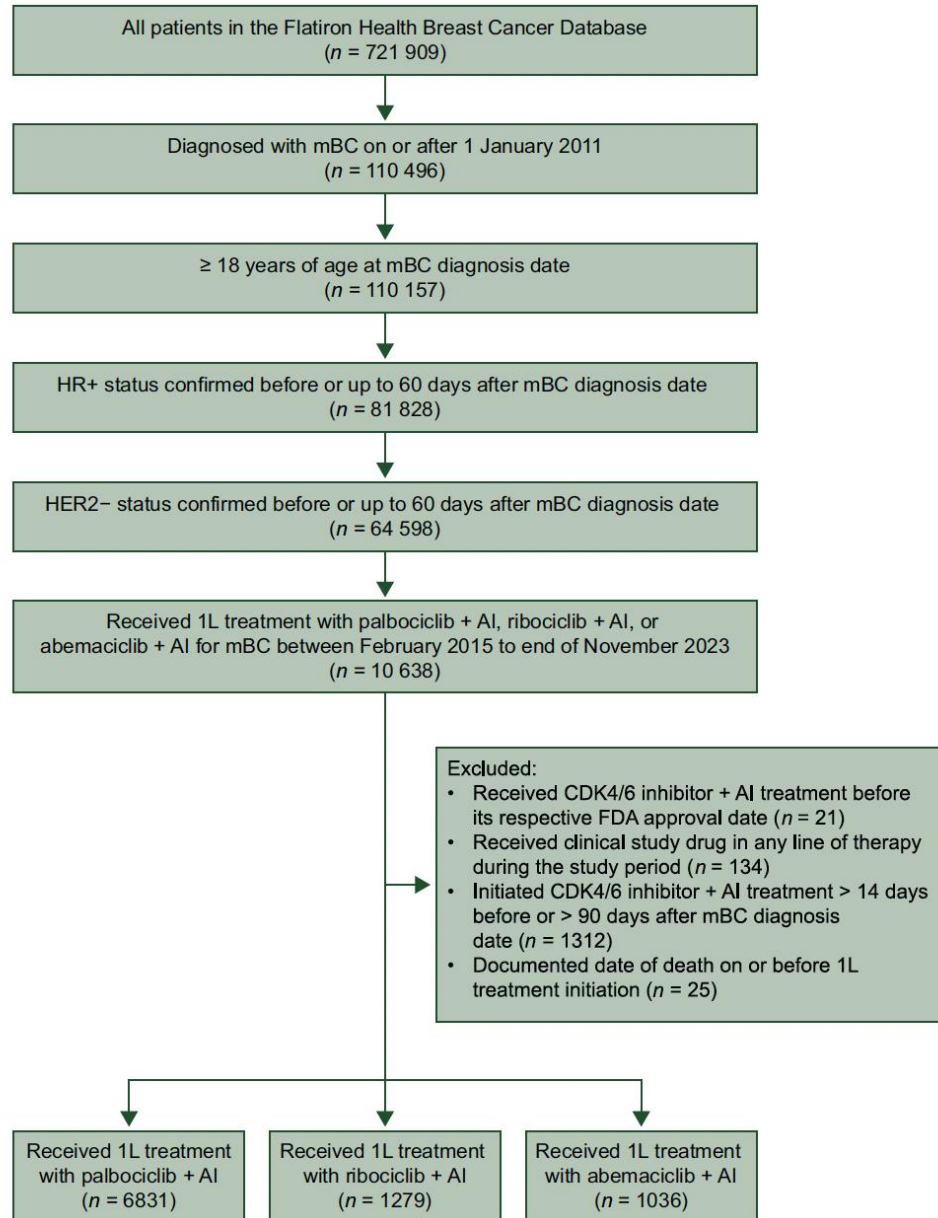 All patients in the Flatiron Health Breast Cancer Database
(n = 721 909)
Diagnosed with mBC on or after 1 January 2011
(n = 110 496)
≥ 18 years of age at mBC diagnosis date
(n = 110 157)
HR+ status confirmed before or up to 60 days after mBC diagnosis date
(n = 81 828)
HER2− status confirmed before or up to 60 days after mBC diagnosis date
(n = 64 598)
Received 1L treatment with palbociclib + AI, ribociclib + AI, or
abemaciclib + AI for mBC between February 2015 to end of November 2023
(n = 10 638)
Excluded:
• Received CDK4/6 inhibitor + AI treatment before
its respective FDA approval date (n = 21)
• Received clinical study drug in any line of therapy
during the study period (n = 134)
• Initiated CDK4/6 inhibitor + AI treatment > 14 days
before or > 90 days after mBC diagnosis
date (n = 1312)
• Documented date of death on or before 1L
treatment initiation (n = 25)
Received 1L treatment
with palbociclib + AI
(n = 6831)
Received 1L treatment
with ribociclib + AI
(n = 1279)
Received 1L treatment
with abemaciclib + AI
(n = 1036)